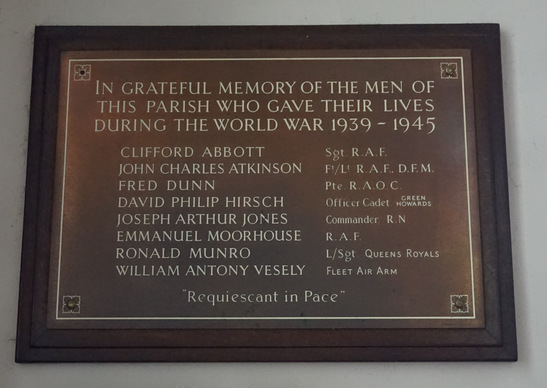 IN GRATEFUL MEMORY OF THE MEN OF
THIS PARISH WHO GAVE THEIR LIVES
DURING THE WORLD WAR 1939 - 1945
CLIFFORD ABBOTT Sgt. R.A.F.
JOHN CHARLES ATKINSON Ft/Lt R.A.F., D.F.M.
FRED DUNN Pte. R.A.O.C.
DAVID PHILIP HIRSCH Officer Cadet GREEN HOWARDS
JOSEPH ARTHUR JONES Commander, R.N
EMMANUEL MOORHOUSE R.A.F.
RONALD MUNRO L/Sgt QUEENS ROYALS
WILLIAM ANTONY VESELY FLEET AIR ARM
"Requiescant in Pace"